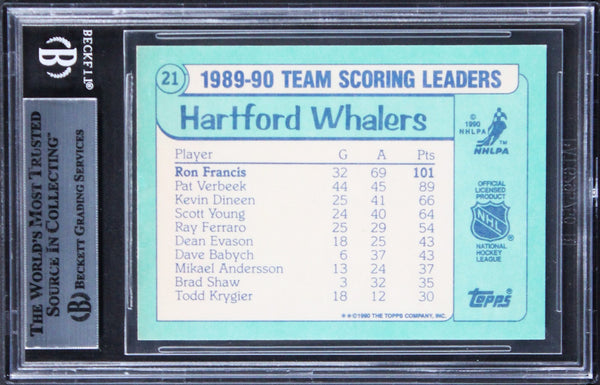 BECKETT®
B
THE WORLD'S MOST TRUSTED
SOURCE IN COLLECTING™
B BECKETT GRADING SERVICES
21 1989-90 TEAM SCORING LEADERS
Hartford Whalers
Player G A Pts
Ron Francis 32 69 101
Pat Verbeek 44 45 89
Kevin Dineen 25 41 66
Scott Young 24 40 64
Ray Ferraro 25 29 54
Dean Evason 18 25 43
Dave Babych 6 37 43
Mikael Andersson 13 24 37
Brad Shaw 3 32 35
Todd Krygier 18 12 30
✶✶©1990 THE TOPPS COMPANY, INC.
©
1990
NHLPA
™
NHLPA
OFFICIAL
LICENSED
PRODUCT
NHL®
NATIONAL
HOCKEY
LEAGUE
topps®